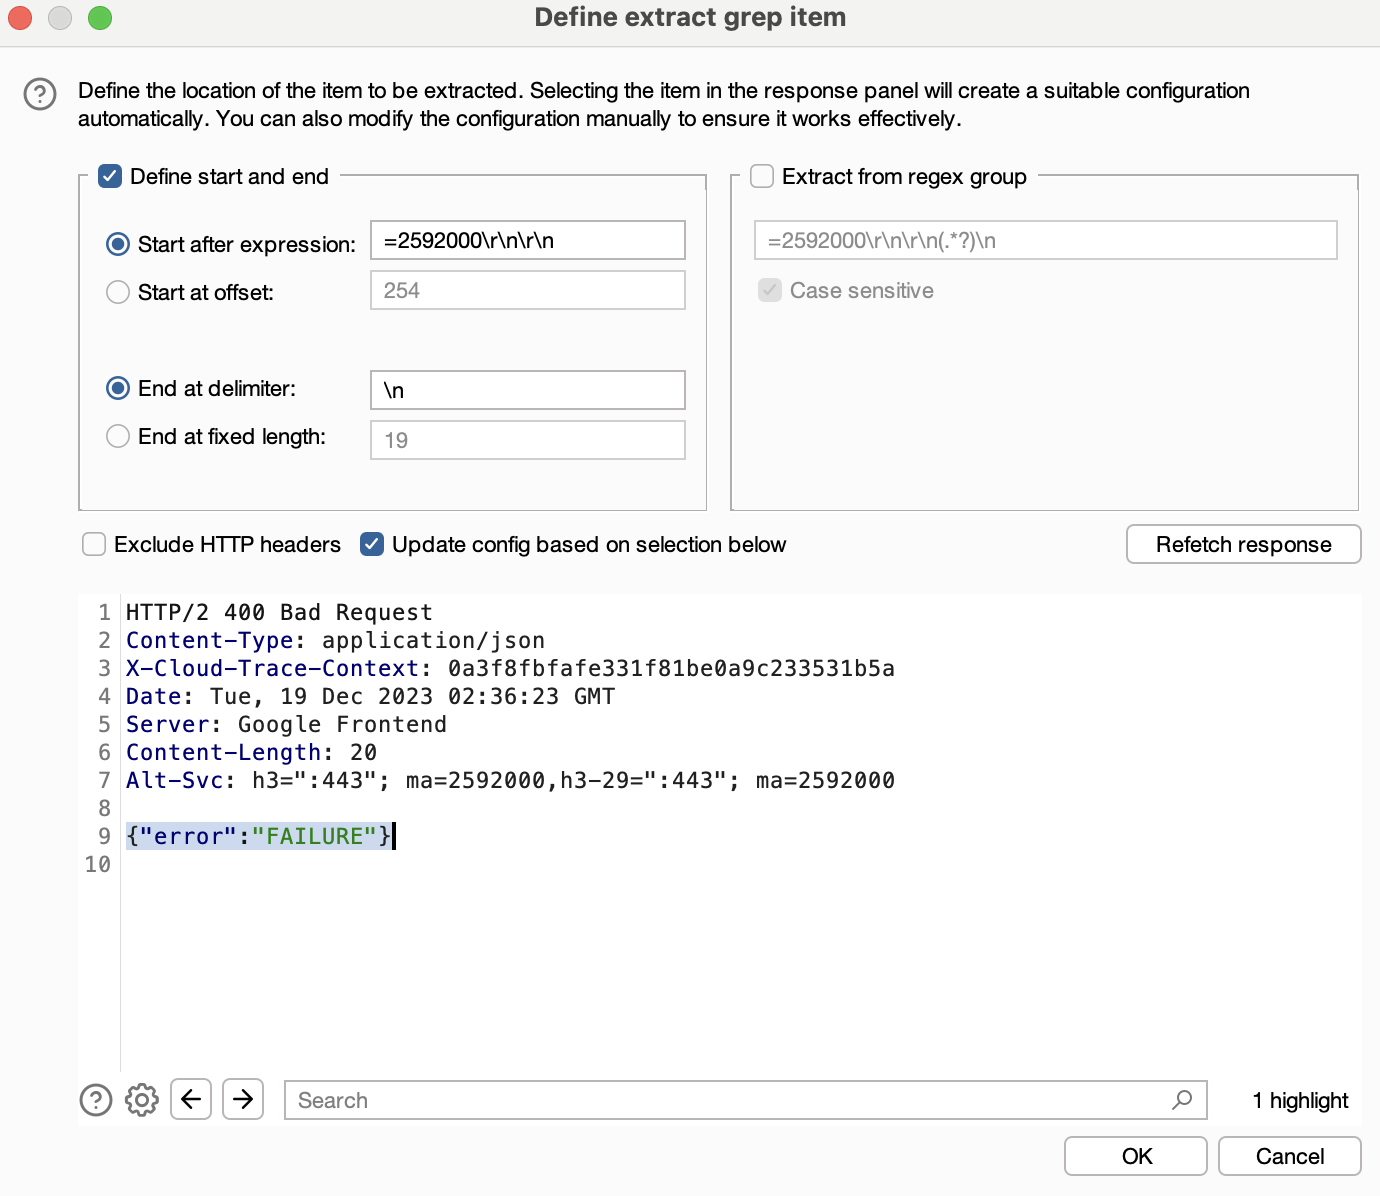 Define extract grep item
Define the location of the item to be extracted. Selecting the item in the response panel will create a suitable configuration
automatically. You can also modify the configuration manually to ensure it works effectively.
Define start and end
Start after expression: =2592000\r\n\r\n
Start at offset: 254
End at delimiter: \n
End at fixed length: 19
Extract from regex group
=2592000\r\n\r\n(.*?)\n
Case sensitive
Exclude HTTP headers Update config based on selection below Refetch response
1 HTTP/2 400 Bad Request
2 Content-Type: application/json
3 X-Cloud-Trace-Context: 0a3f8fbfafe331f81be0a9c233531b5a
4 Date: Tue, 19 Dec 2023 02:36:23 GMT
5 Server: Google Frontend
6 Content-Length: 20
7 Alt-Svc: h3=":443"; ma=2592000,h3-29=":443"; ma=2592000
8
9 {"error":"FAILURE"}
10
Search 1 highlight
OK Cancel